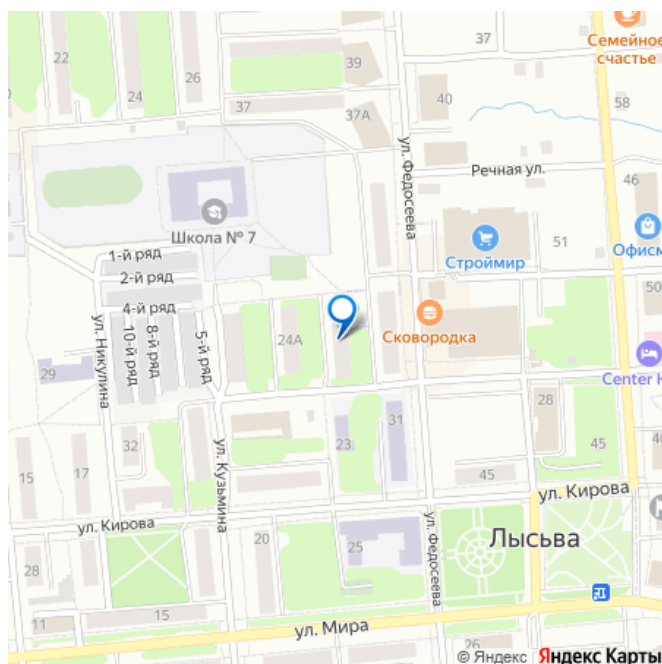 Семейное
счастье
37
39
22
26
24
40
37
37А
58
ул. Федосеева
Речная ул.
46
Школа № 7
Строймир
51
Офисм
1-й ряд
2-й ряд
4-й ряд
8-й ряд
10-й ряд
5-й ряд
50
24А
Сковородка
ул. Никулина
29
Center H
28
31
23
32
15
17
45
45
40
ул. Кузьмина
ул. Кирова
ул. Кирова
20
25
ул. Федосеева
Лысьва
28
11
15
ул. Мира
26
© Яндекс Яндекс Карты